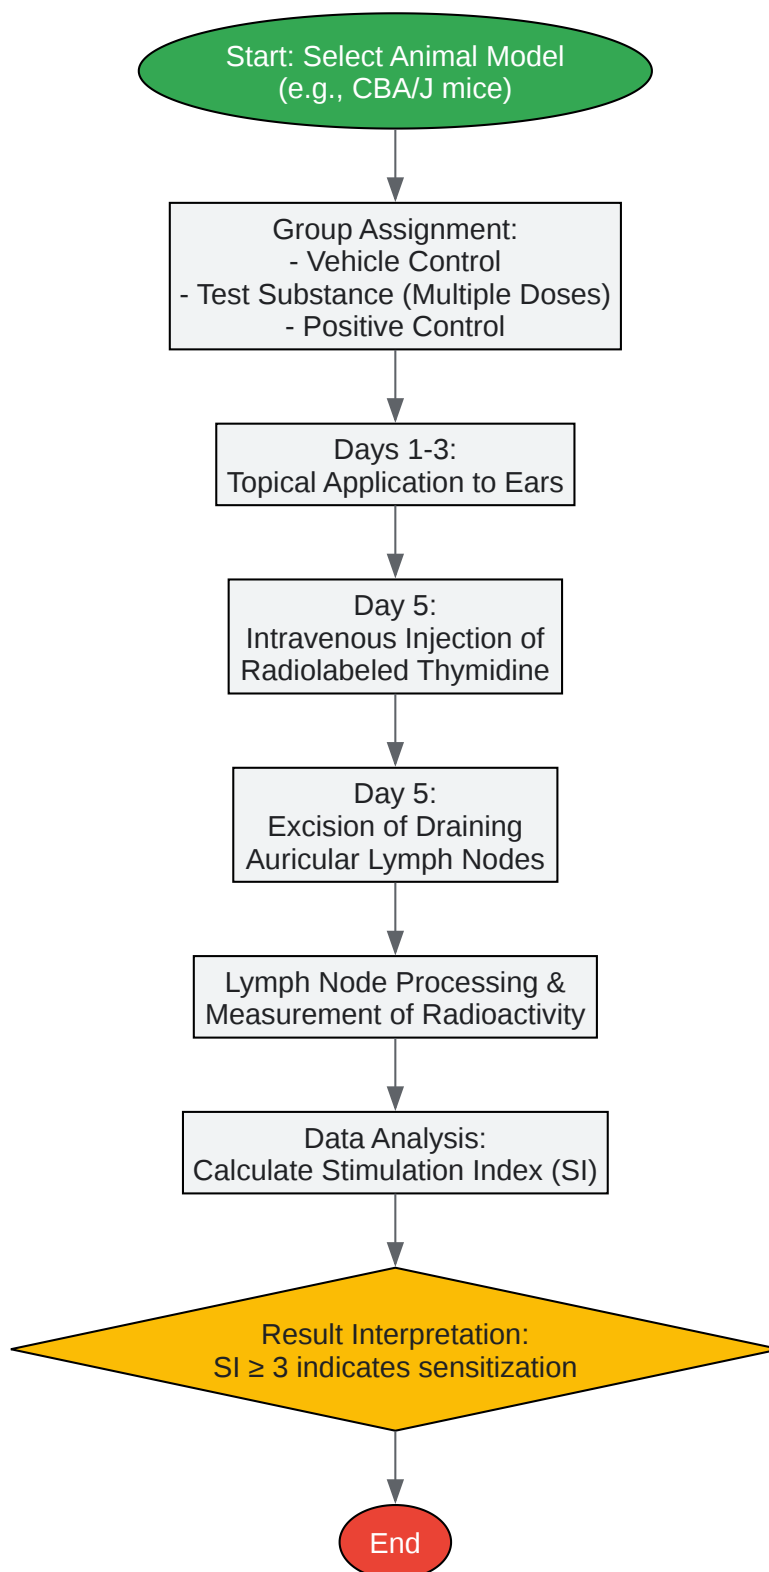 Start: Select Animal Model
(e.g., CBA/J mice)
Group Assignment:
- Vehicle Control
- Test Substance (Multiple Doses)
- Positive Control
Days 1-3:
Topical Application to Ears
Day 5:
Intravenous Injection of
Radiolabeled Thymidine
Day 5:
Excision of Draining
Auricular Lymph Nodes
Lymph Node Processing &
Measurement of Radioactivity
Data Analysis:
Calculate Stimulation Index (SI)
Result Interpretation:
SI ≥ 3 indicates sensitization
End